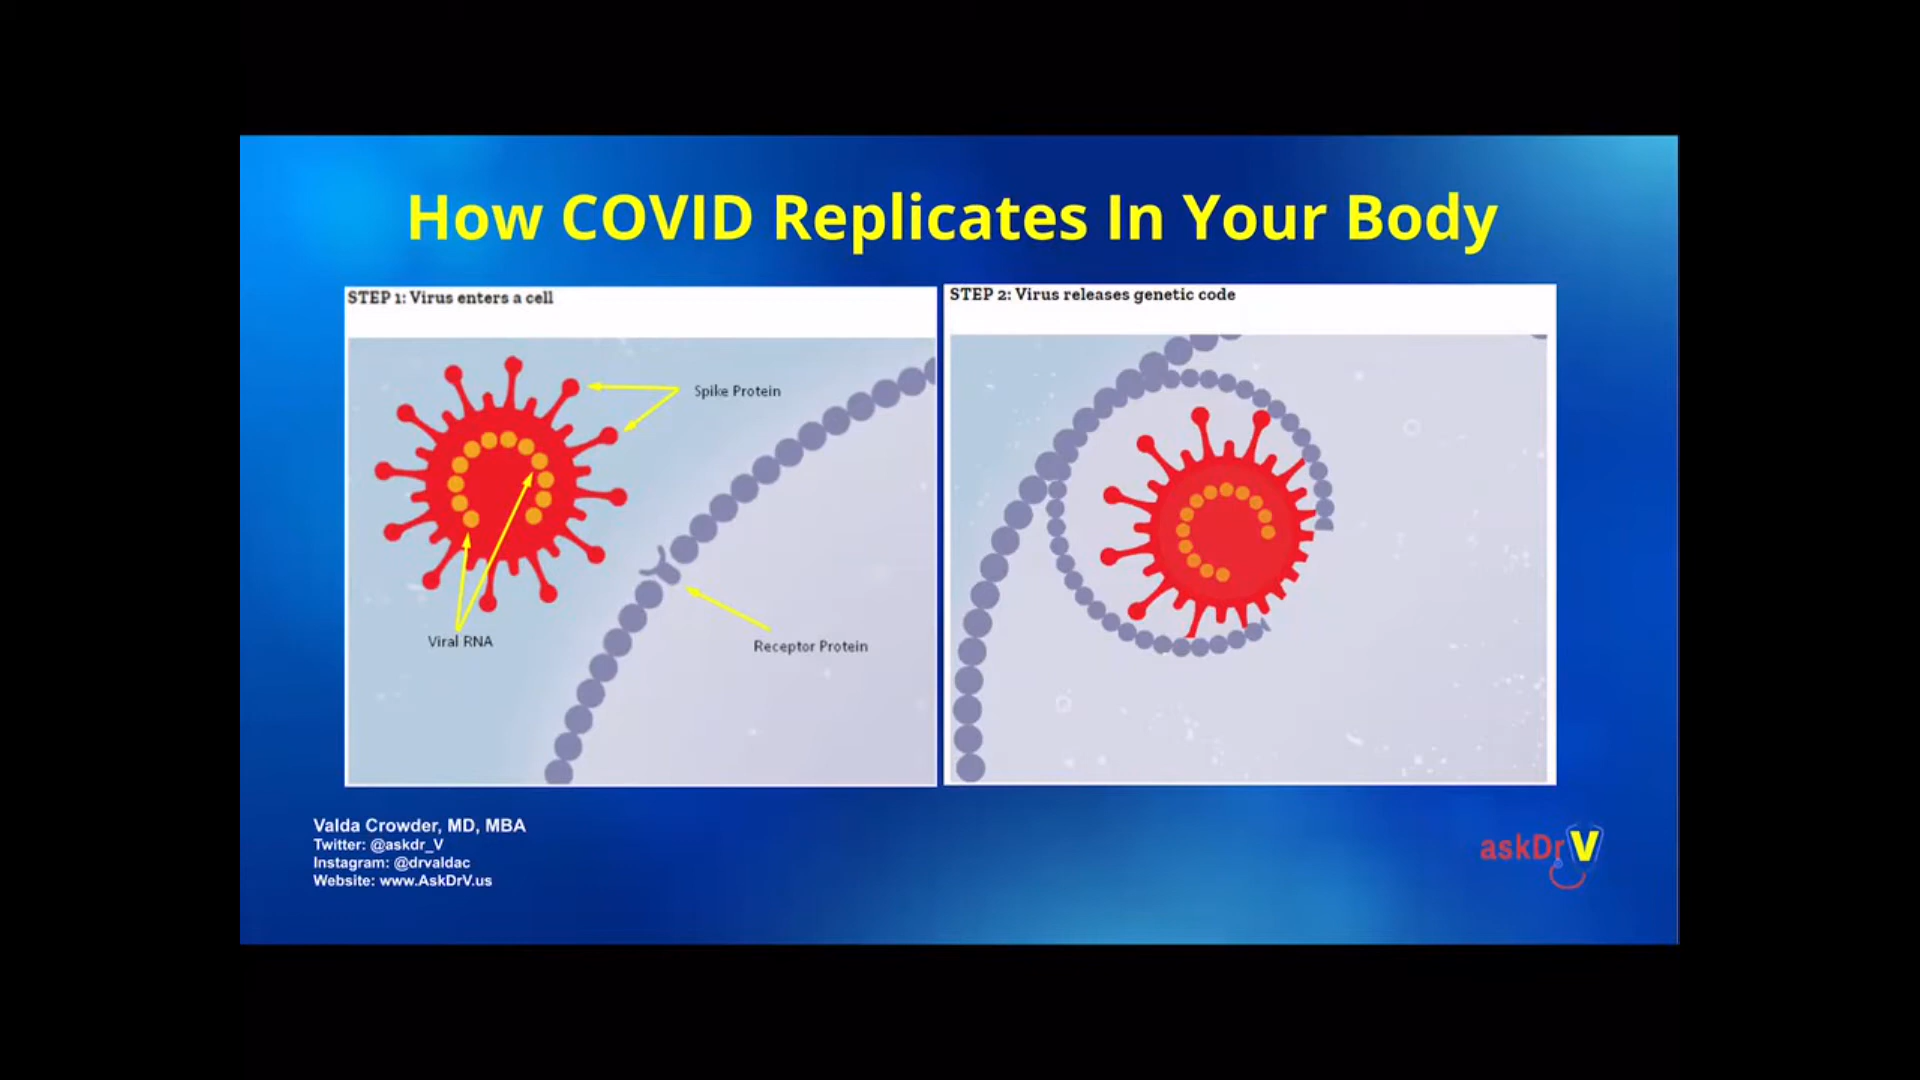 How COVID Replicates In Your Body
STEP 1: Virus enters a cell
Spike Protein
Viral RNA
Receptor Protein
STEP 2: Virus releases genetic code
Valda Crowder, MD, MBA
Twitter: @askdr_V
Instagram: @drvaldac
Website: www.AskDrV.us
askDrV